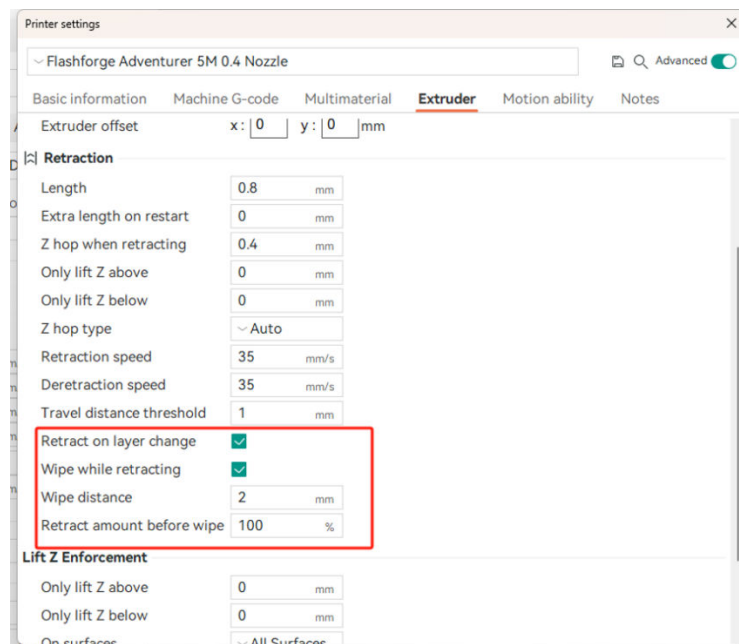 Printer settings
Flashforge Adventurer 5M 0.4 Nozzle
Advanced
Basic information Machine G-code Multimaterial Extruder Motion ability Notes
Extruder offset x: 0 y: 0 mm
Retraction
Length 0.8 mm
Extra length on restart 0 mm
Z hop when retracting 0.4 mm
Only lift Z above 0 mm
Only lift Z below 0 mm
Z hop type Auto
Retraction speed 35 mm/s
Deretraction speed 35 mm/s
Travel distance threshold 1 mm
Retract on layer change
Wipe while retracting
Wipe distance 2 mm
Retract amount before wipe 100 %
Lift Z Enforcement
Only lift Z above 0 mm
Only lift Z below 0 mm
On surfaces All Surfaces